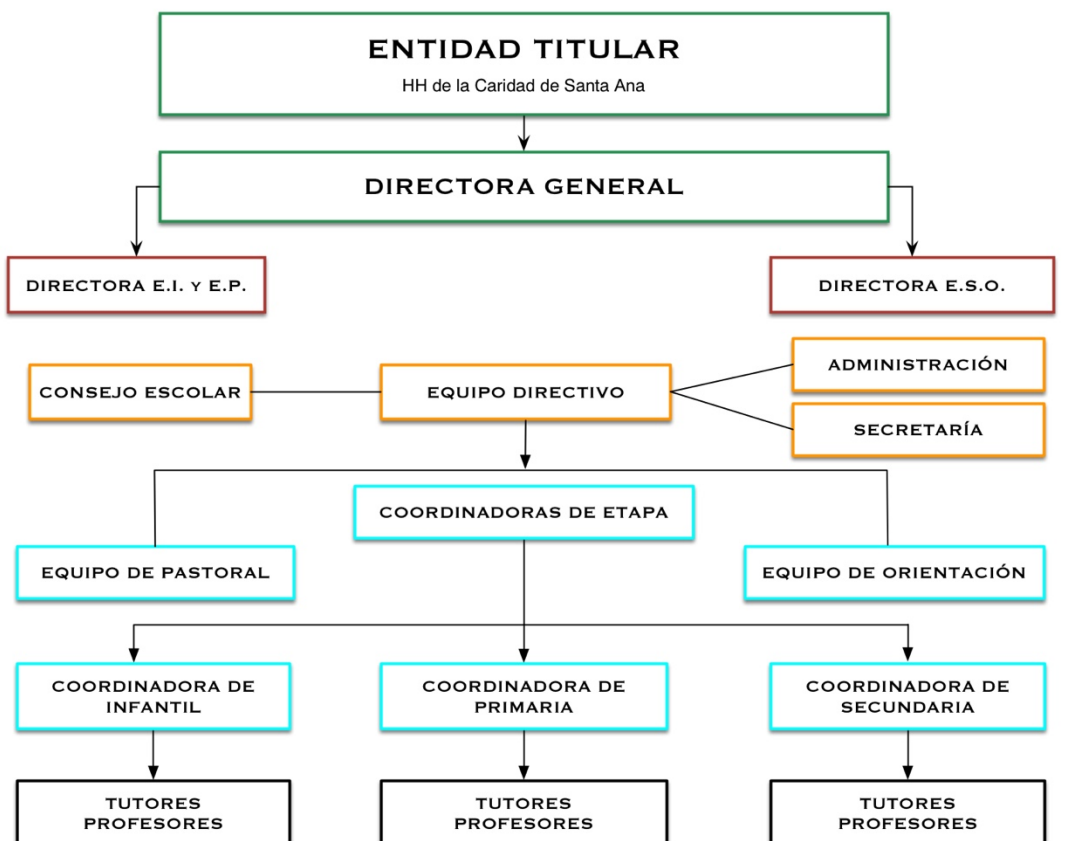 ENTIDAD TITULAR
HH de la Caridad de Santa Ana
DIRECTORA GENERAL
DIRECTORA E.I. Y E.P.
DIRECTORA E.S.O.
CONSEJO ESCOLAR
EQUIPO DIRECTIVO
ADMINISTRACIÓN
SECRETARÍA
COORDINADORAS DE ETAPA
EQUIPO DE PASTORAL
EQUIPO DE ORIENTACIÓN
COORDINADORA DE
INFANTIL
COORDINADORA DE
PRIMARIA
COORDINADORA DE
SECUNDARIA
TUTORES
PROFESORES
TUTORES
PROFESORES
TUTORES
PROFESORES